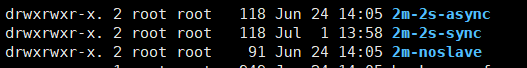 drwxrwxr-x. 2 root root   118 Jun 24 14:05 2m-2s-async
drwxrwxr-x. 2 root root   118 Jul  1 13:58 2m-2s-sync
drwxrwxr-x. 2 root root    91 Jun 24 14:05 2m-noslave